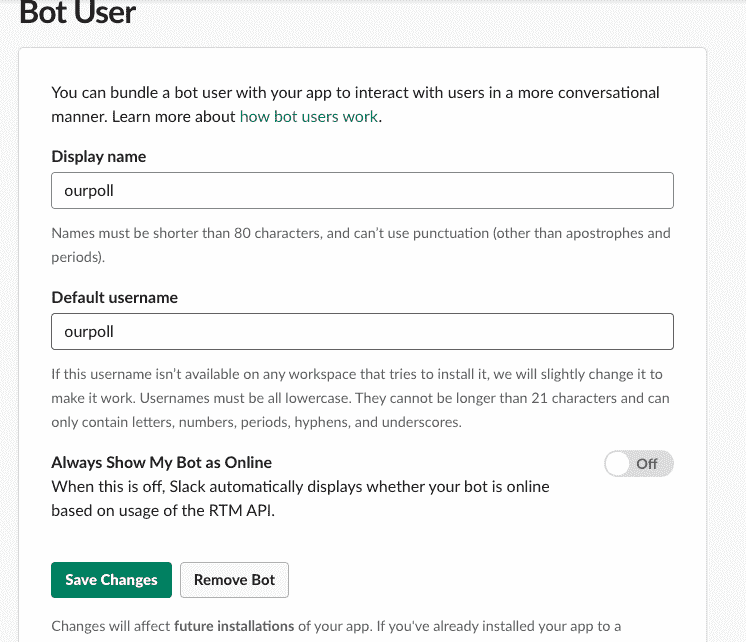 Bot User
You can bundle a bot user with your app to interact with users in a more conversational
manner. Learn more about how bot users work.
Display name
ourpoll
Names must be shorter than 80 characters, and can't use punctuation (other than apostrophes and
periods).
Default username
ourpoll
If this username isn't available on any workspace that tries to install it, we will slightly change it to
make it work. Usernames must be all lowercase. They cannot be longer than 21 characters and can
only contain letters, numbers, periods, hyphens, and underscores.
Always Show My Bot as Online
Off
When this is off, Slack automatically displays whether your bot is online
based on usage of the RTM API.
Save Changes
Remove Bot
Changes will affect future installations of your app. If you've already installed your app to a